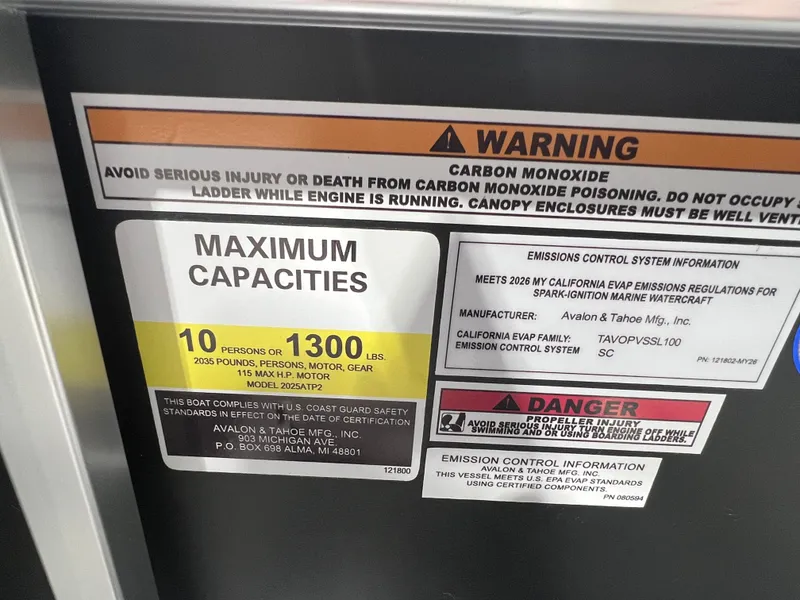 WARNING
CARBON MONOXIDE
AVOID SERIOUS INJURY OR DEATH FROM CARBON MONOXIDE POISONING. DO NOT OCCUPY
LADDER WHILE ENGINE IS RUNNING. CANOPY ENCLOSURES MUST BE WELL VENT
MAXIMUM
CAPACITIES
10 PERSONS OR 1300 LBS.
2035 POUNDS, PERSONS, MOTOR, GEAR
115 MAX H.P. MOTOR
MODEL 2025ATP2
THIS BOAT COMPLIES WITH U.S. COAST GUARD SAFETY
STANDARDS IN EFFECT ON THE DATE OF CERTIFICATION
AVALON & TAHOE MFG., INC.
903 MICHIGAN AVE.
P.O. BOX 698 ALMA, MI 48801
121800
EMISSIONS CONTROL SYSTEM INFORMATION
MEETS 2026 MY CALIFORNIA EVAP EMISSIONS REGULATIONS FOR
SPARK-IGNITION MARINE WATERCRAFT
MANUFACTURER: Avalon & Tahoe Mfg., Inc.
CALIFORNIA EVAP FAMILY: TAVOPVSSL100
EMISSION CONTROL SYSTEM SC
PN: 121802-MY26
DANGER
PROPELLER INJURY
AVOID SERIOUS INJURY TURN ENGINE OFF WHILE
SWIMMING AND OR USING BOARDING LADDERS.
EMISSION CONTROL INFORMATION
AVALON & TAHOE MFG. INC.
THIS VESSEL MEETS U.S. EPA EVAP STANDARDS
USING CERTIFIED COMPONENTS.
PN 080594